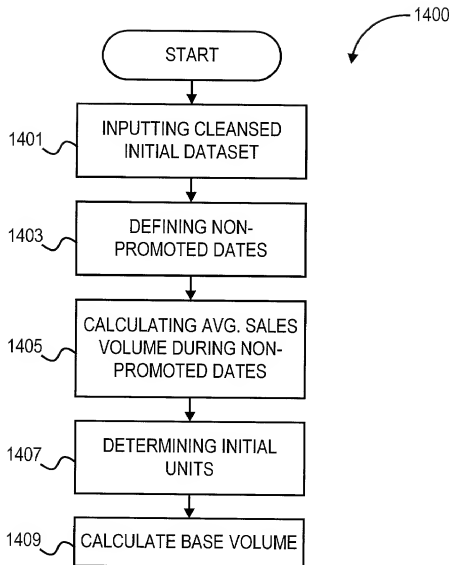 1400
START
1401
INPUTTING CLEANSED
INITIAL DATASET
1403
DEFINING NON-
PROMOTED DATES
1405
CALCULATING AVG. SALES
VOLUME DURING NON-
PROMOTED DATES
1407
DETERMINING INITIAL
UNITS
1409
CALCULATE BASE VOLUME